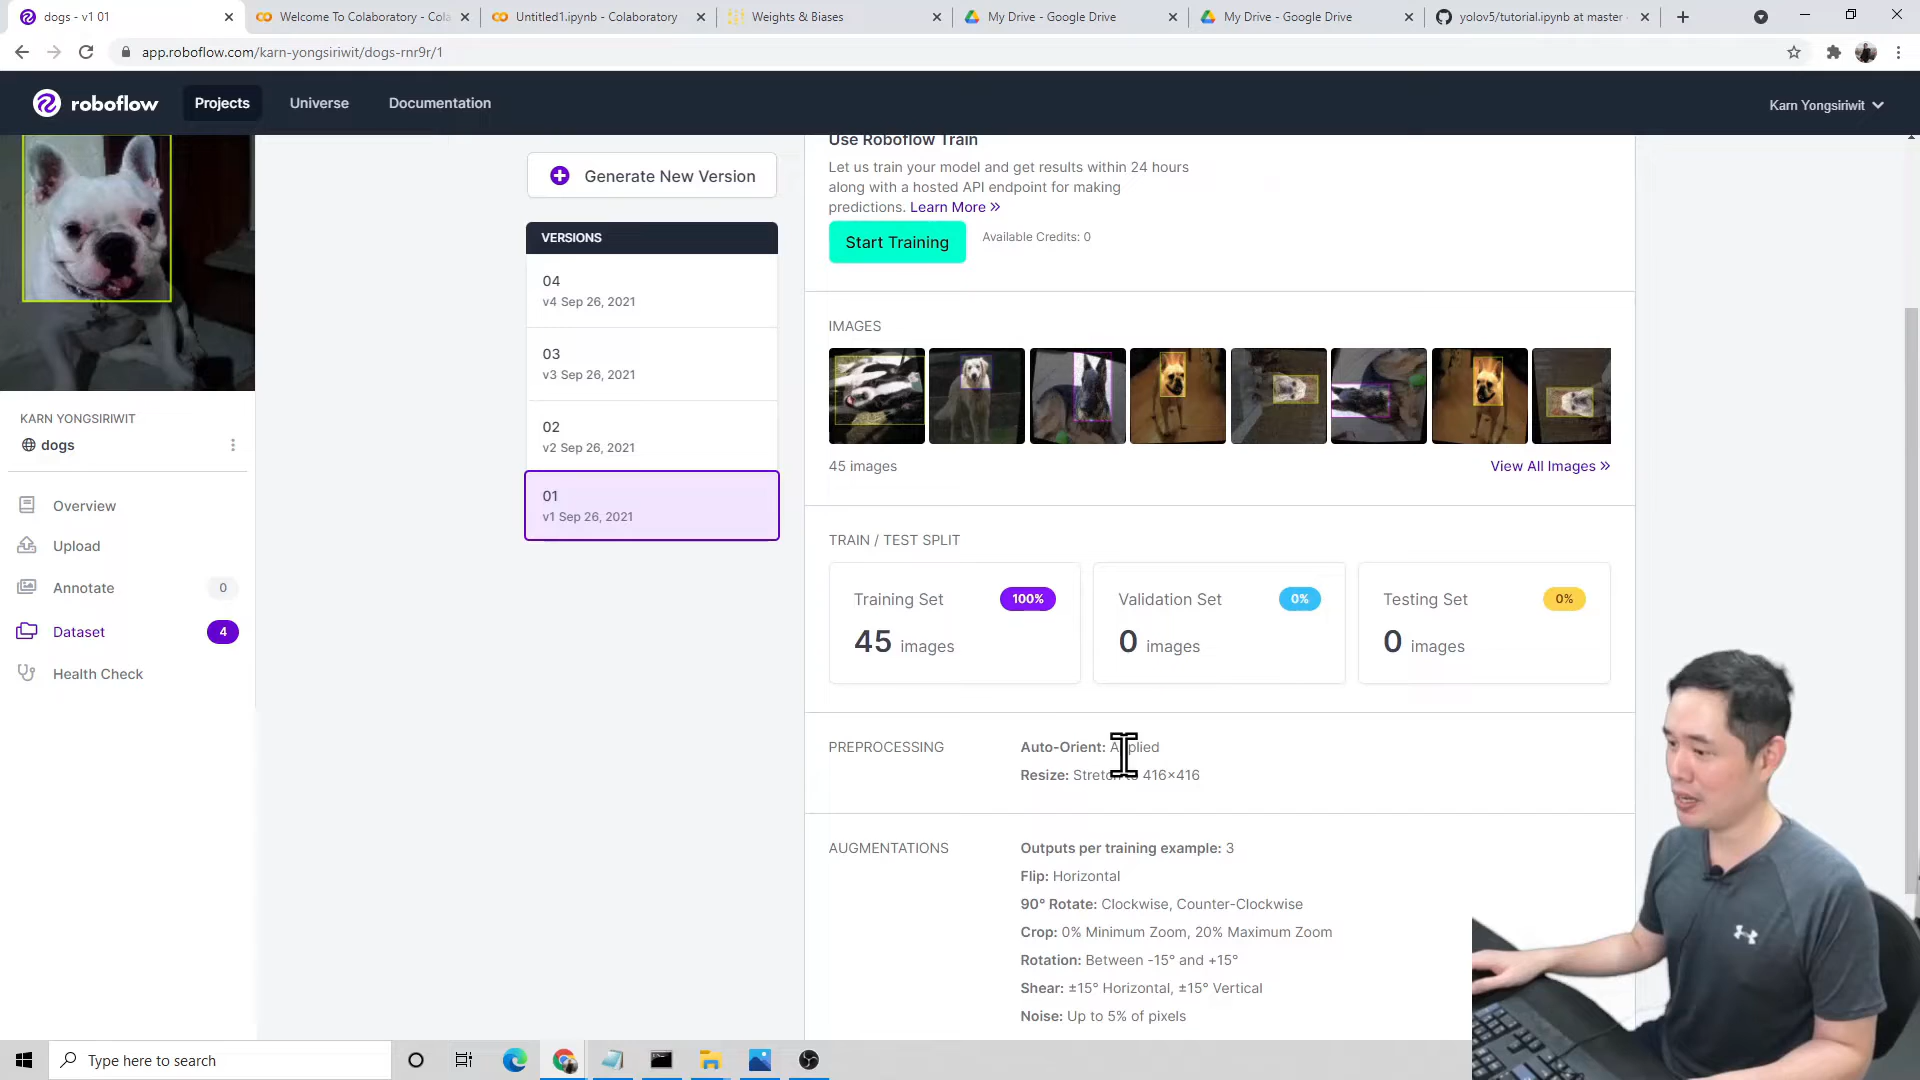 dogs - v1 01
Welcome To Colaboratory - Cola
Untitled1.ipynb - Colaboratory
Weights & Biases
My Drive - Google Drive
My Drive - Google Drive
yolov5/tutorial.ipynb at master
app.roboflow.com/karn-yongsiriwit/dogs-rnr9r/1
roboflow
Projects
Universe
Documentation
Karn Yongsiriwit
KARN YONGSIRIWIT
dogs
Overview
Upload
Annotate 0
Dataset 4
Health Check
Generate New Version
VERSIONS
04
v4 Sep 26, 2021
03
v3 Sep 26, 2021
02
v2 Sep 26, 2021
01
v1 Sep 26, 2021
Use Roboflow Train
Let us train your model and get results within 24 hours
along with a hosted API endpoint for making
predictions. Learn More »
Start Training
Available Credits: 0
IMAGES
45 images
View All Images »
TRAIN / TEST SPLIT
Training Set 100%
45 images
Validation Set 0%
0 images
Testing Set 0%
0 images
PREPROCESSING
Auto-Orient: Applied
Resize: Stretch to 416×416
AUGMENTATIONS
Outputs per training example: 3
Flip: Horizontal
90° Rotate: Clockwise, Counter-Clockwise
Crop: 0% Minimum Zoom, 20% Maximum Zoom
Rotation: Between -15° and +15°
Shear: ±15° Horizontal, ±15° Vertical
Noise: Up to 5% of pixels
Type here to search